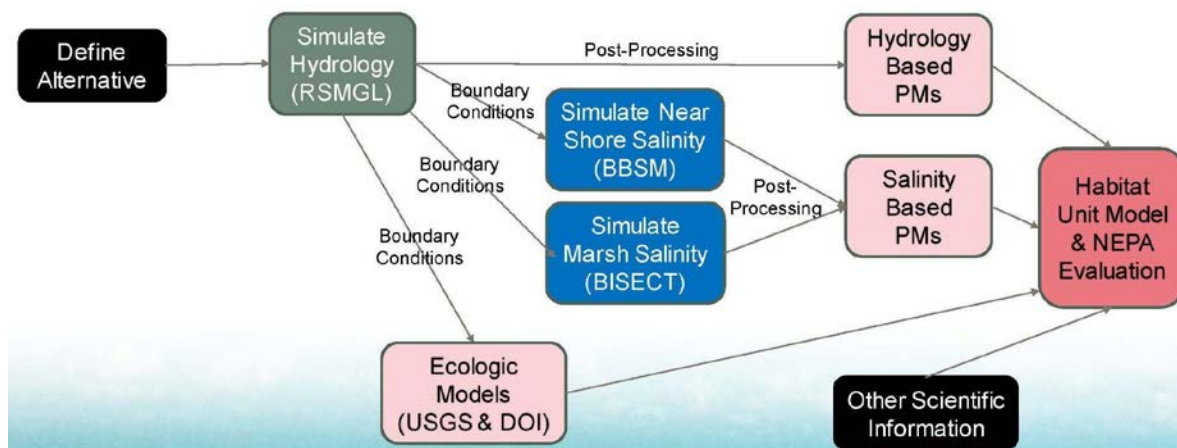 Define
Alternative
Simulate
Hydrology
(RSMGL)
Post-Processing
Hydrology
Based
PMs
Boundary
Conditions
Simulate Near
Shore Salinity
(BBSM)
Boundary
Conditions
Post-
Processing
Salinity
Based
PMs
Habitat
Unit Model
& NEPA
Evaluation
Simulate
Marsh Salinity
(BISECT)
Boundary
Conditions
Ecologic
Models
(USGS & DOI)
Other Scientific
Information